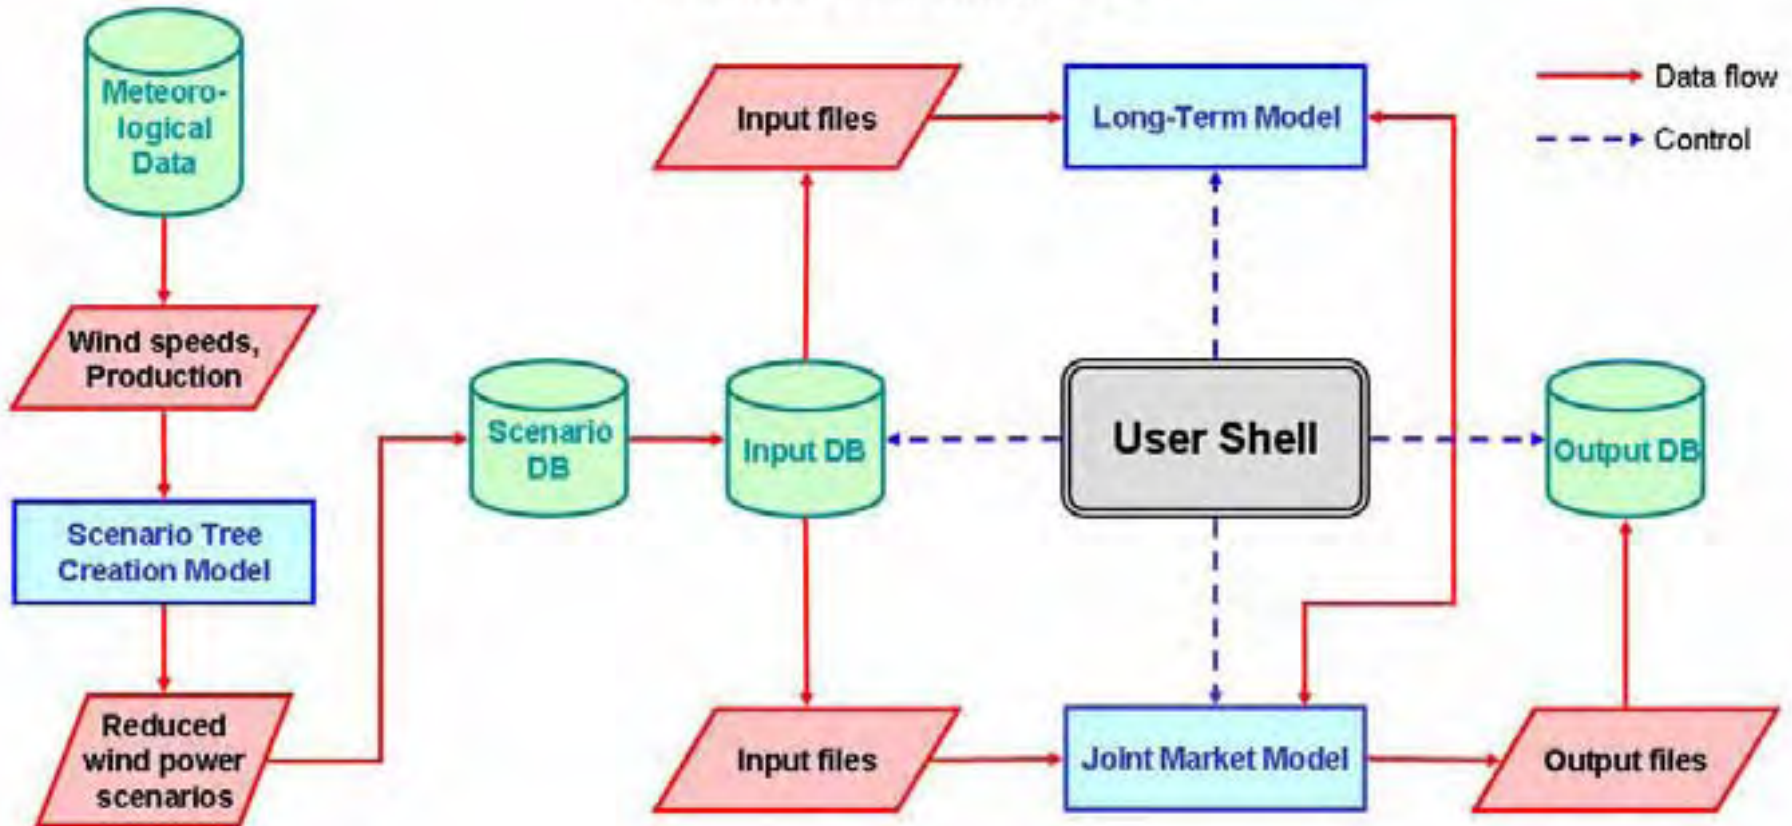 Meteoro-
logical
Data
Wind speeds,
Production
Scenario Tree
Creation Model
Reduced
wind power
scenarios
Scenario
DB
Input DB
Input files
Long-Term Model
User Shell
Input files
Joint Market Model
Output files
Output DB
Data flow
Control